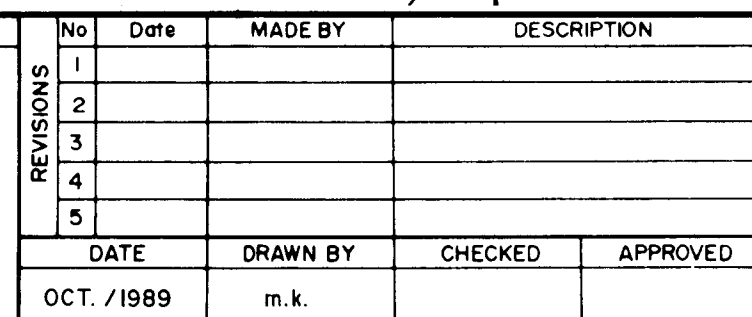 No Date MADE BY DESCRIPTION
REVISIONS
1
2
3
4
5
DATE DRAWN BY CHECKED APPROVED
OCT. /1989 m.k.